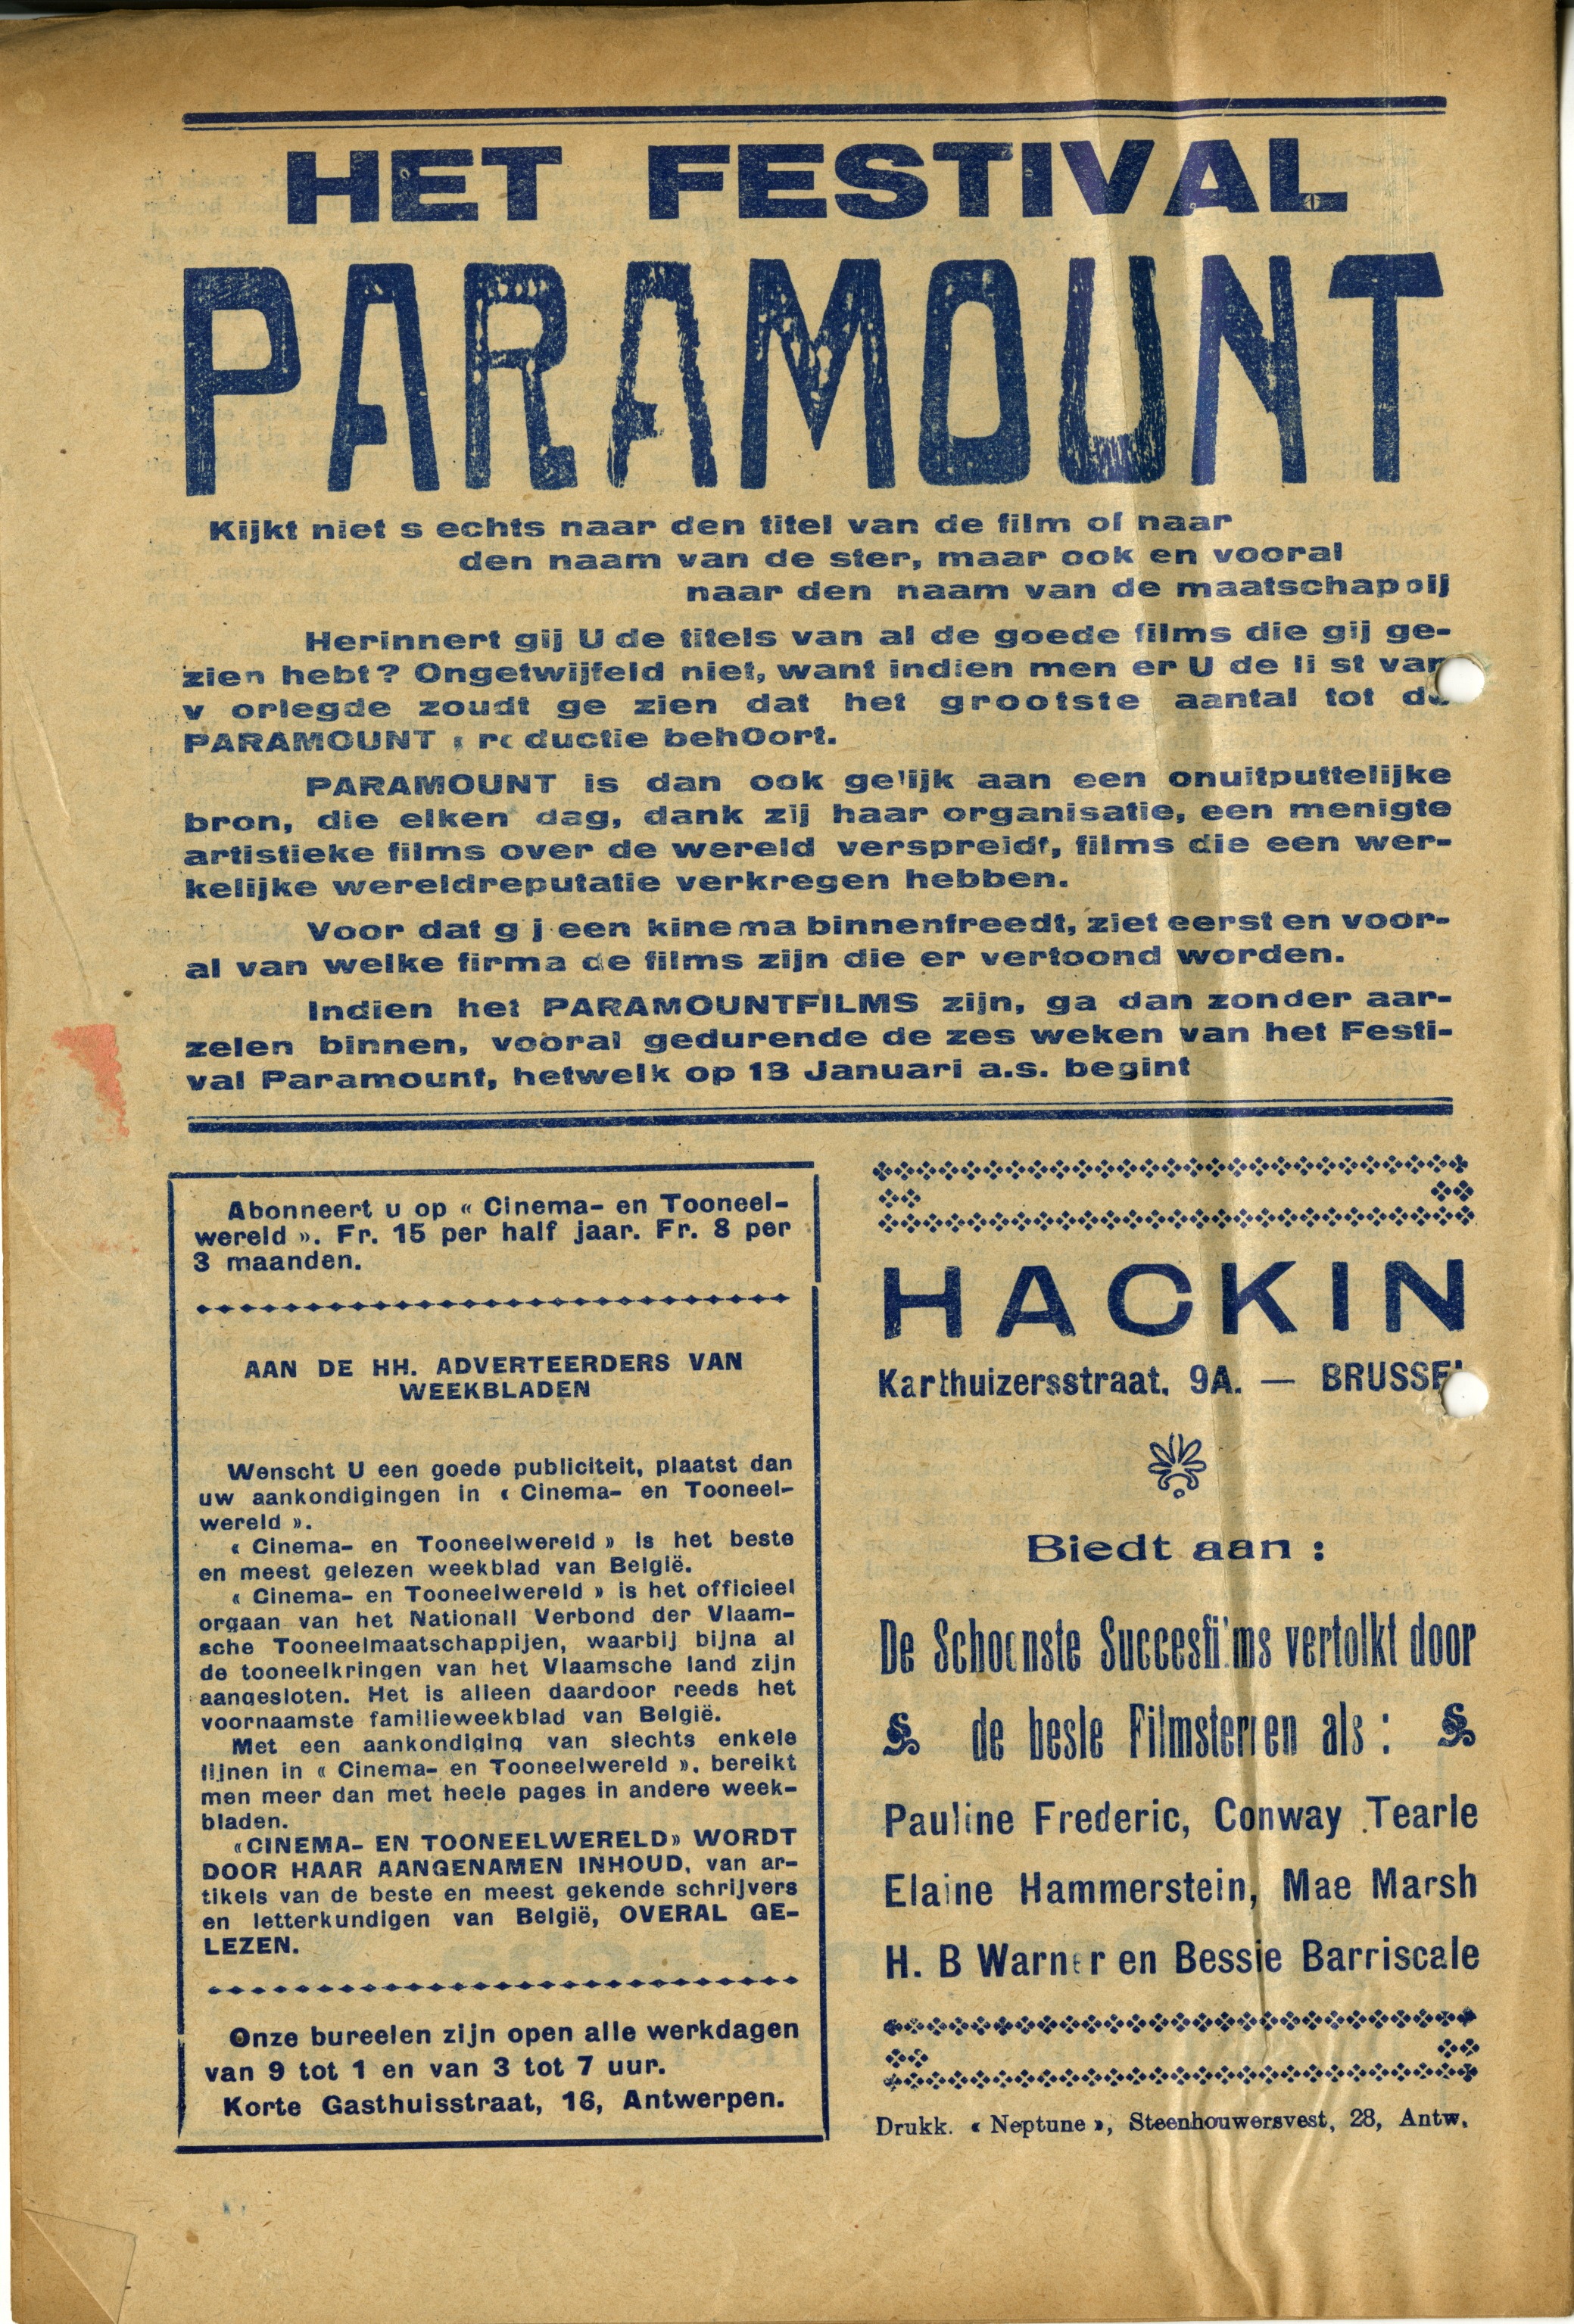 HET FESTIVAL
PARAMOUNT
Kijkt niet s echts naar den titel van de film of naar
den naam van de ster, maar ook en vooral
naar den naam van de maatschappij
Herinnert gij U de titels van al de goede films die gij ge-
zien hebt? Ongetwijfeld niet, want indien men er U de li st van
v orlegde zoudt ge zien dat het grootste aantal tot de
PARAMOUNT productie behOort.
PARAMOUNT is dan ook gelijk aan een onuitputtelijke
bron, die elken dag, dank zij haar organisatie, een menigte
artistieke films over de wereld verspreidt, films die een wer-
kelijke wereldreputatie verkregen hebben.
Voor dat g j een kinema binnentreedt, ziet eerst en voor-
al van welke firma de films zijn die er vertoond worden.
Indien het PARAMOUNTFILMS zijn, ga dan zonder aar-
zelen binnen, vooral gedurende de zes weken van het Festi-
val Paramount, hetwelk op 13 Januari a.s. begint
Abonneert u op « Cinema- en Tooneel-
wereld ». Fr. 15 per half jaar. Fr. 8 per
3 maanden.
AAN DE HH. ADVERTEERDERS VAN
WEEKBLADEN
Wenscht U een goede publiciteit, plaatst dan
uw aankondigingen in « Cinema- en Tooneel-
wereld ».
« Cinema- en Tooneelwereld » is het beste
en meest gelezen weekblad van België.
« Cinema- en Tooneelwereld » is het officieel
orgaan van het Nationall Verbond der Vlaam-
sche Tooneelmaatschappijen, waarbij bijna al
de tooneelkringen van het Vlaamsche land zijn
aangesloten. Het is alleen daardoor reeds het
voornaamste familieweekblad van België.
Met een aankondiging van slechts enkele
lijnen in « Cinema- en Tooneelwereld », bereikt
men meer dan met heele pages in andere week-
bladen.
«CINEMA- EN TOONEELWERELD» WORDT
DOOR HAAR AANGENAMEN INHOUD, van ar-
tikels van de beste en meest gekende schrijvers
en letterkundigen van België, OVERAL GE-
LEZEN.
Onze bureelen zijn open alle werkdagen
van 9 tot 1 en van 3 tot 7 uur.
Korte Gasthuisstraat, 16, Antwerpen.
HACKIN
Karthuizersstraat, 9A. — BRUSSEL
Biedt aan :
De Schoonste Succesfilms vertolkt door
§ de beste Filmsterren als : §
Pauline Frederic, Conway Tearle
Elaine Hammerstein, Mae Marsh
H. B Warner en Bessie Barriscale
Drukk. « Neptune », Steenhouwersvest, 28, Antw.